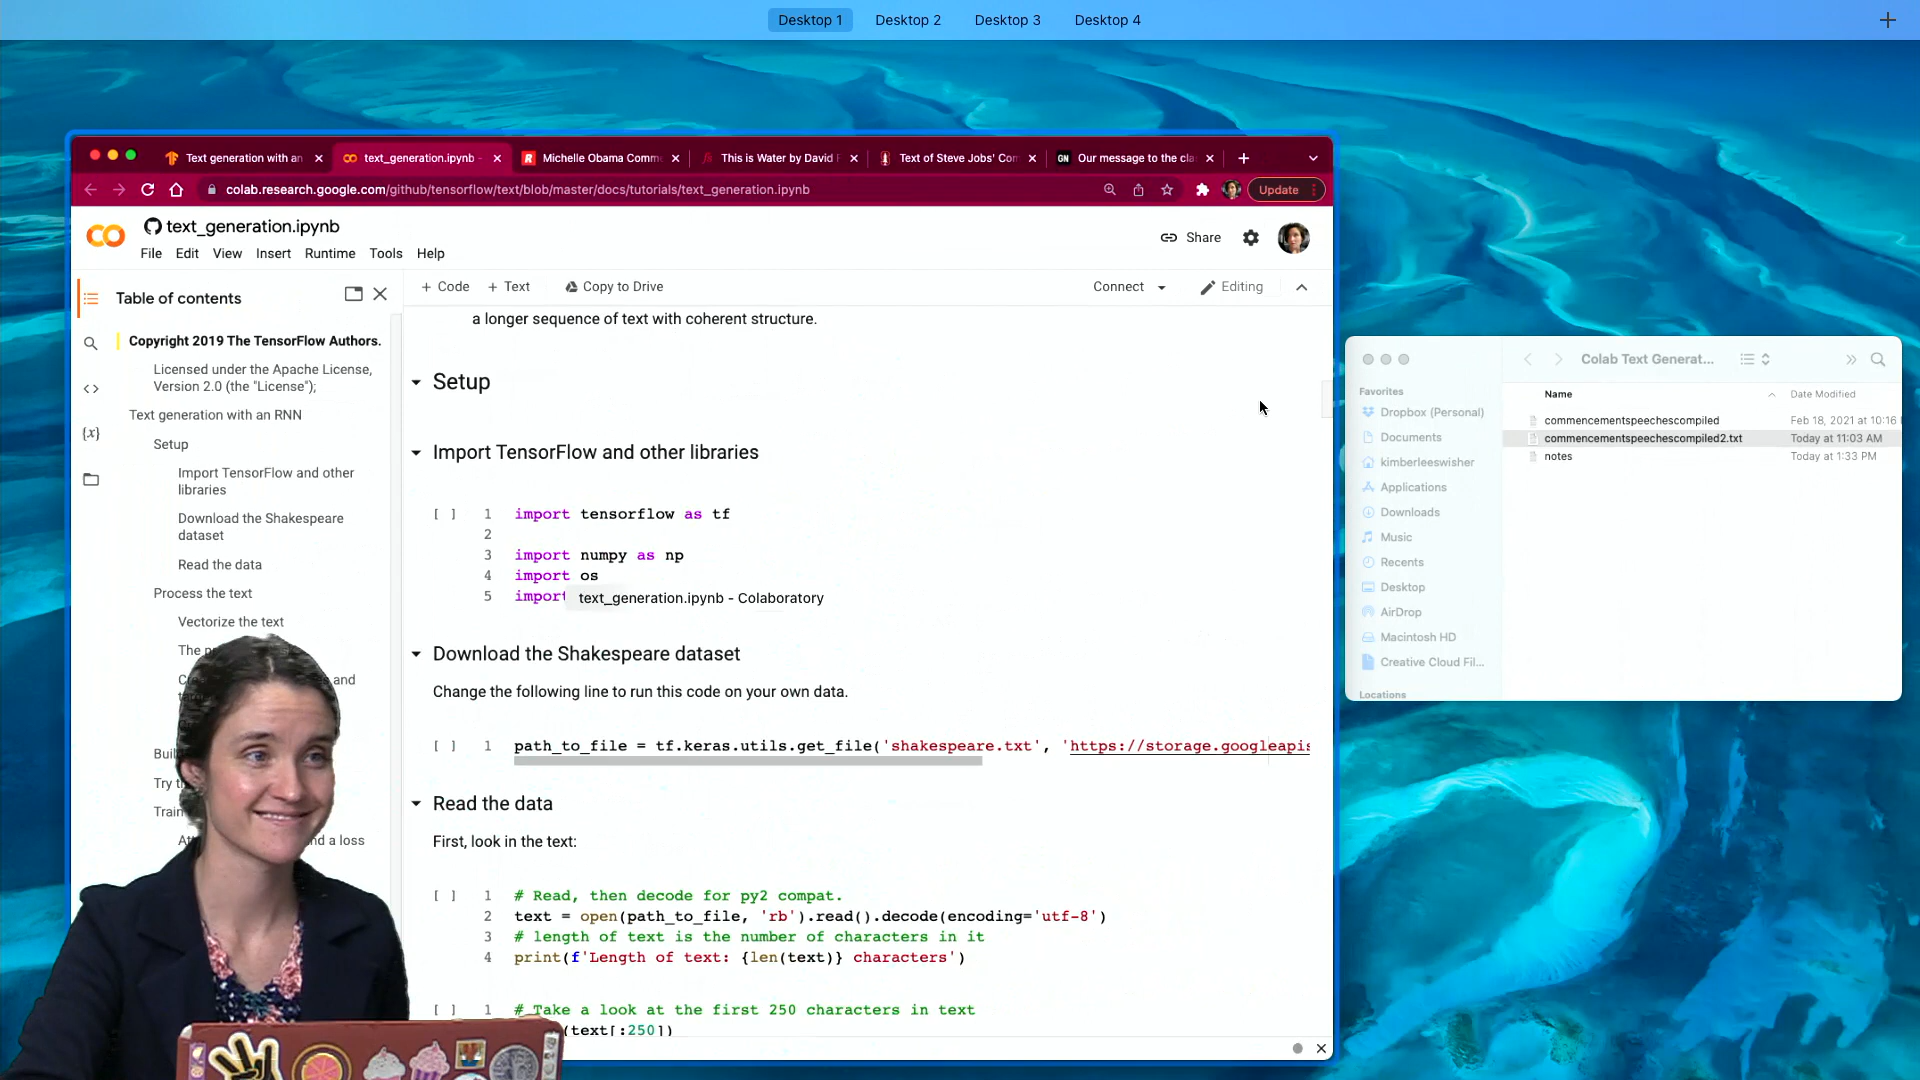 Desktop 1
Desktop 2
Desktop 3
Desktop 4
Text generation with an
text_generation.ipynb -
Michelle Obama Comm
This is Water by David F
Text of Steve Jobs' Com
GN
Our message to the cla
colab.research.google.com/github/tensorflow/text/blob/master/docs/tutorials/text_generation.ipynb
Update
text_generation.ipynb
File Edit View Insert Runtime Tools Help
Share
Table of contents
+ Code + Text
Copy to Drive
Connect
Editing
Copyright 2019 The TensorFlow Authors.
Licensed under the Apache License,
Version 2.0 (the "License");
Text generation with an RNN
Setup
Import TensorFlow and other
libraries
Download the Shakespeare
dataset
Read the data
Process the text
Vectorize the text
The
and
Try
Train
nd a loss
a longer sequence of text with coherent structure.
Setup
Import TensorFlow and other libraries
[ ] 1 import tensorflow as tf
2
3 import numpy as np
4 import os
5 import
text_generation.ipynb - Colaboratory
Download the Shakespeare dataset
Change the following line to run this code on your own data.
[ ] 1 path_to_file = tf.keras.utils.get_file('shakespeare.txt', 'https://storage.googleapis
Read the data
First, look in the text:
[ ] 1 # Read, then decode for py2 compat.
2 text = open(path_to_file, 'rb').read().decode(encoding='utf-8')
3 # length of text is the number of characters in it
4 print(f'Length of text: {len(text)} characters')
[ ] 1 # Take a look at the first 250 characters in text
(text[:250])
Colab Text Generat...
Favorites
Dropbox (Personal)
Documents
kimberleeswisher
Applications
Downloads
Music
Recents
Desktop
AirDrop
Macintosh HD
Creative Cloud Fil...
Locations
Name
Date Modified
commencementspeechescompiled
Feb 18, 2021 at 10:16
commencementspeechescompiled2.txt
Today at 11:03 AM
notes
Today at 1:33 PM